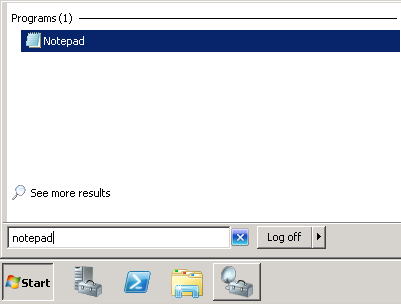 Programs (1)
Notepad
See more results
notepad
Log off
Start